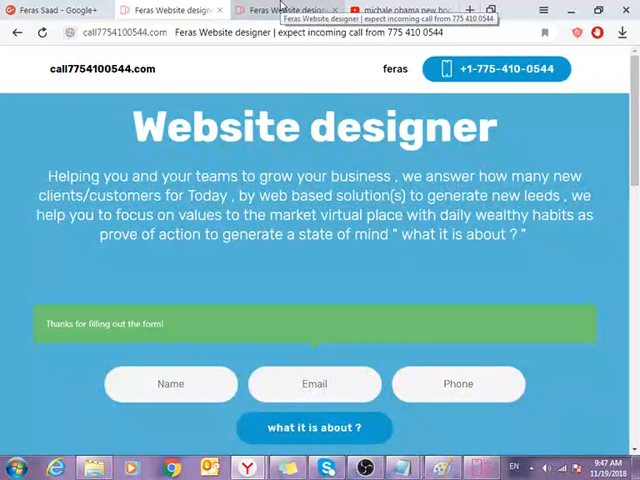 Feras Saad - Google+
Feras Website designe
Feras Website design
michale obama new bo
Feras Website designer | expect incoming call from 775 410 0544
call7754100544.com Feras Website designer | expect incoming call from 775 410 0544
call7754100544.com
feras
+1-775-410-0544
Website designer
Helping you and your teams to grow your business , we answer how many new
clients/customers for Today , by web based solution(s) to generate new leeds , we
help you to focus on values to the market virtual place with daily wealthy habits as
prove of action to generate a state of mind " what it is about ? "
Thanks for filling out the form!
Name
Email
Phone
what it is about ?
EN
9:47 AM
11/19/2018